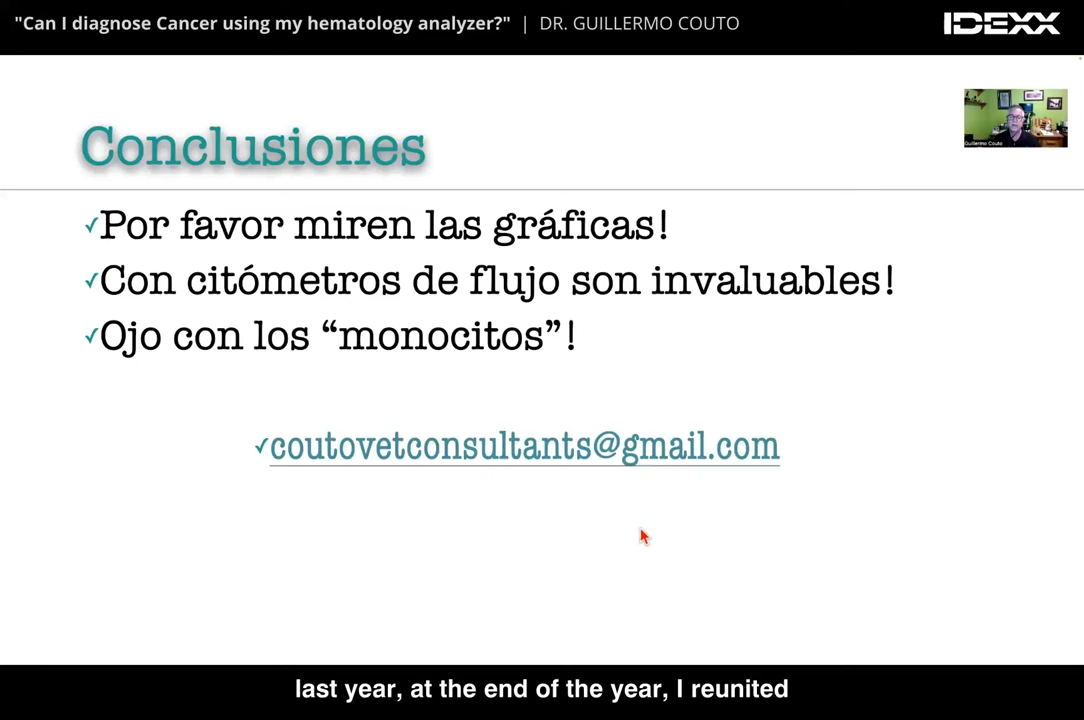 "Can I diagnose Cancer using my hematology analyzer?" | DR. GUILLERMO COUTO
IDEXX
Guillermo Couto
Conclusiones
✓Por favor miren las gráficas!
✓Con citómetros de flujo son invaluables!
✓Ojo con los “monocitos”!
✓coutovetconsultants@gmail.com
last year, at the end of the year, I reunited